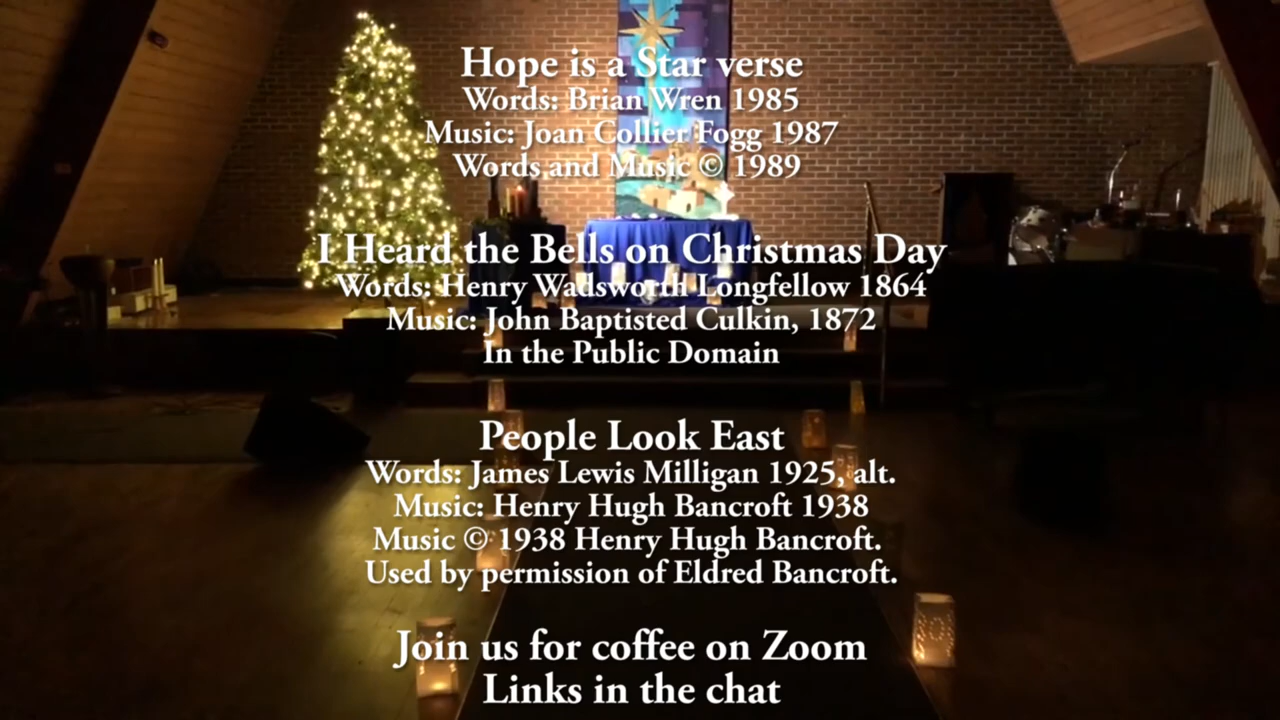 Hope is a Star verse
Words: Brian Wren 1985
Music: Joan Collier Fogg 1987
Words and Music © 1989
I Heard the Bells on Christmas Day
Words: Henry Wadsworth Longfellow 1864
Music: John Baptisted Culkin, 1872
In the Public Domain
People Look East
Words: James Lewis Milligan 1925, alt.
Music: Henry Hugh Bancroft 1938
Music © 1938 Henry Hugh Bancroft.
Used by permission of Eldred Bancroft.
Join us for coffee on Zoom
Links in the chat